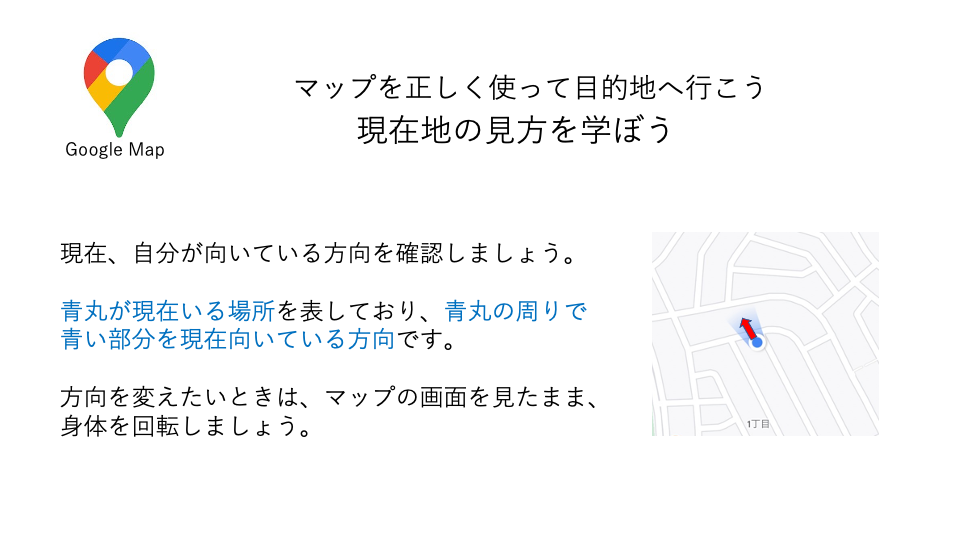 Google Map
マップを正しく使って目的地へ行こう
現在地の見方を学ぼう
現在、自分が向いている方向を確認しましょう。
青丸が現在いる場所を表しており、青丸の周りで
青い部分を現在向いている方向です。
方向を変えたいときは、マップの画面を見たまま、
身体を回転しましょう。
1丁目